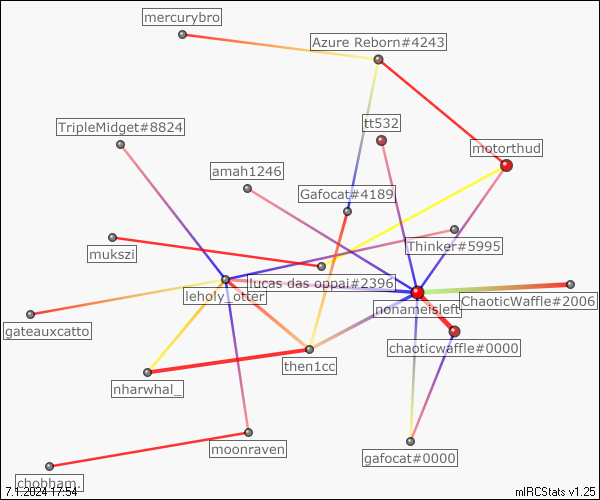 mercurybro
Azure Reborn#4243
TripleMidget#8824
tt532
motorthud
amah1246
Gafocat#4189
Thinker#5995
mukszi
lucas das oppai#2396
leholy_otter
nonameisleft
ChaoticWaffle#2006
gateauxcatto
chaoticwaffle#0000
then1cc
nharwhal_
moonraven
gafocat#0000
chobham.
7.1.2024 17:54
mIRCStats v1.25